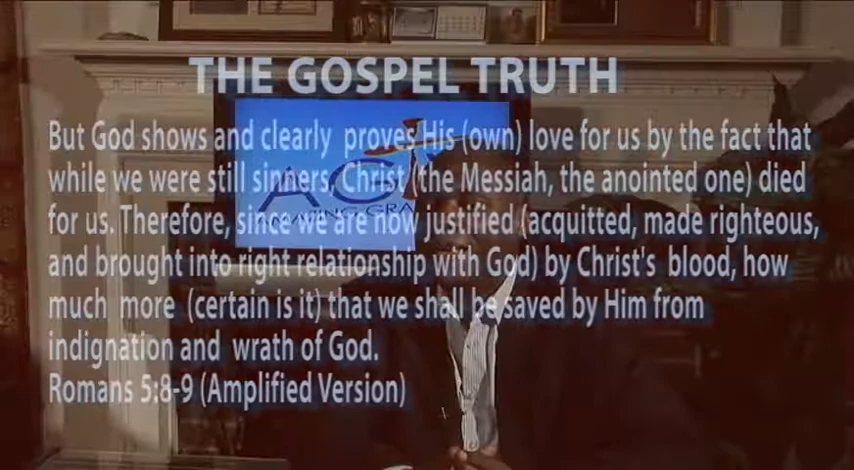 THE GOSPEL TRUTH
But God shows and clearly proves His (own) love for us by the fact that
while we were still sinners, Christ (the Messiah, the anointed one) died
for us. Therefore, since we are now justified (acquitted, made righteous,
and brought into right relationship with God) by Christ's blood, how
much more (certain is it) that we shall be saved by Him from
indignation and wrath of God.
Romans 5:8-9 (Amplified Version)